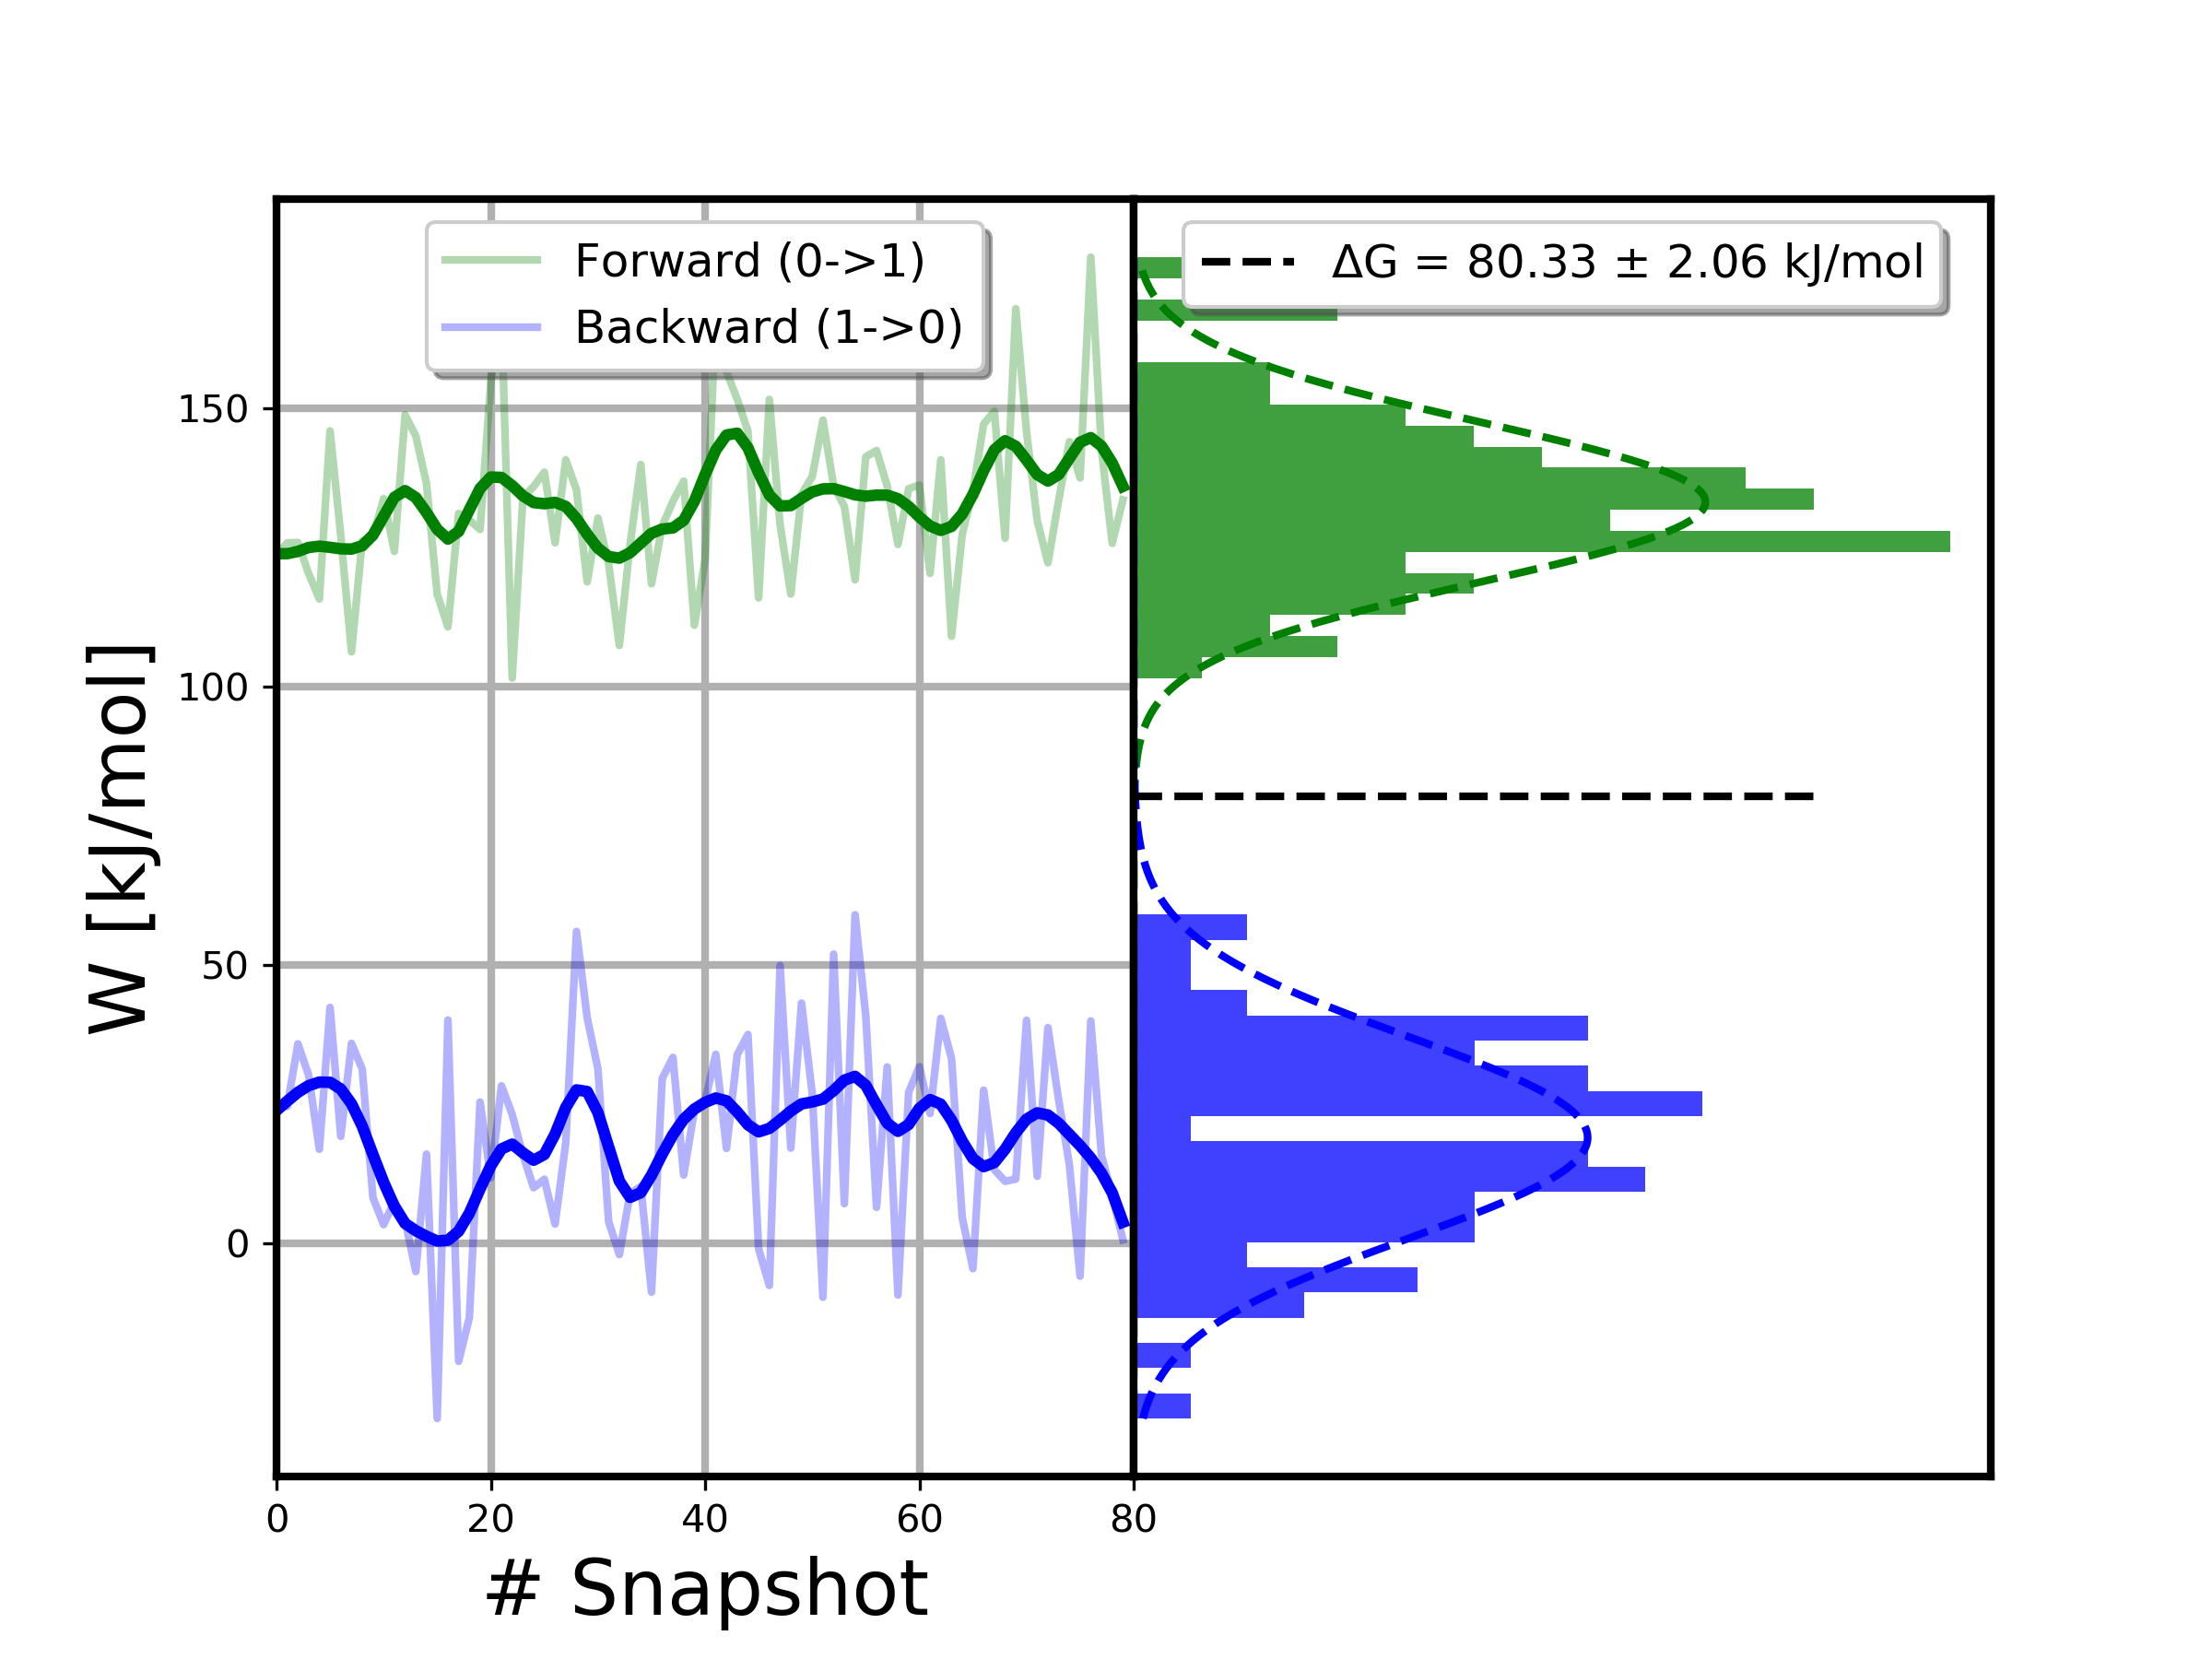 Forward (0->1)
Backward (1->0)
ΔG = 80.33 ± 2.06 kJ/mol
150
100
50
0
W [kJ/mol]
0 20 40 60 80
# Snapshot